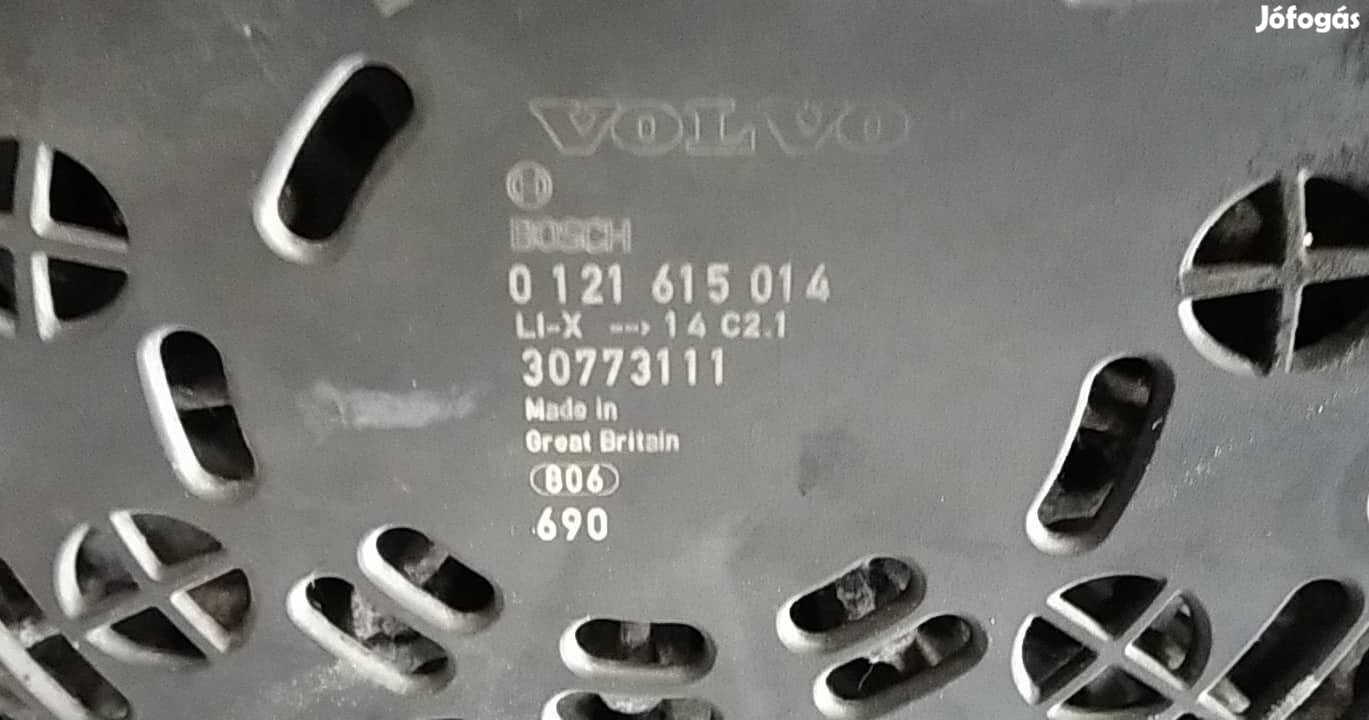 Jófogás
VOLVO
BOSCH
0 121 615 014
LI-X --> 14 C2.1
30773111
Made in
Great Britain
806
690